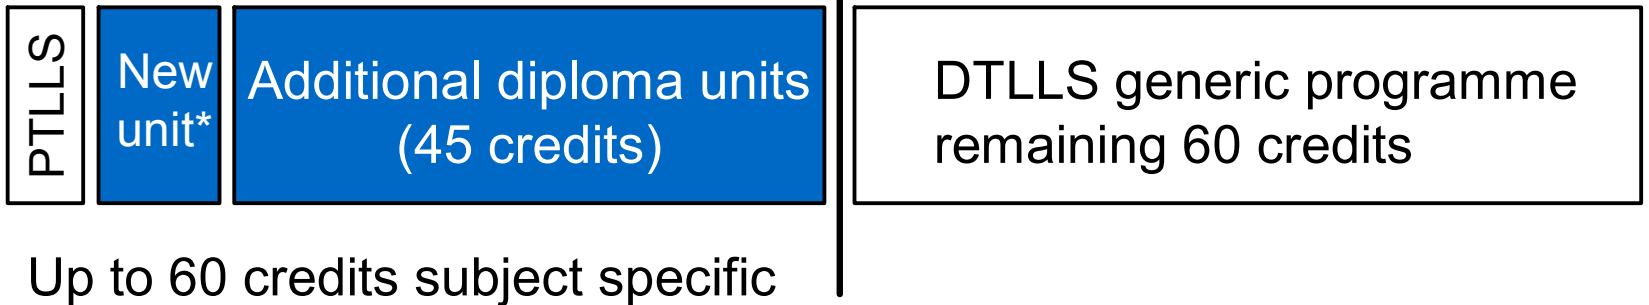 PTLLS
New
unit*
Additional diploma units
(45 credits)
DTLLS generic programme
remaining 60 credits
Up to 60 credits subject specific